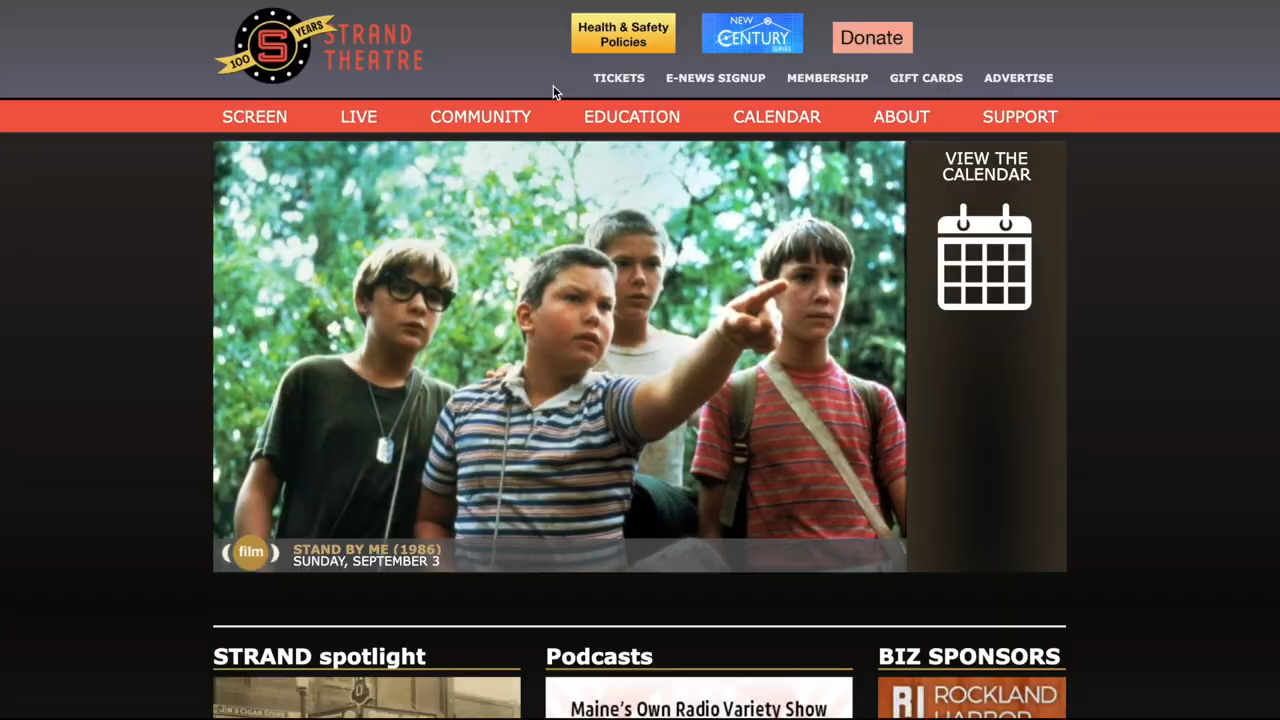 100 YEARS
S
STRAND
THEATRE
Health & Safety
Policies
NEW
CENTURY
SERIES
Donate
TICKETS E-NEWS SIGNUP MEMBERSHIP GIFT CARDS ADVERTISE
SCREEN LIVE COMMUNITY EDUCATION CALENDAR ABOUT SUPPORT
VIEW THE
CALENDAR
film
STAND BY ME (1986)
SUNDAY, SEPTEMBER 3
STRAND spotlight Podcasts BIZ SPONSORS
Maine's Own Radio Variety Show
ROCKLAND
HARBOR